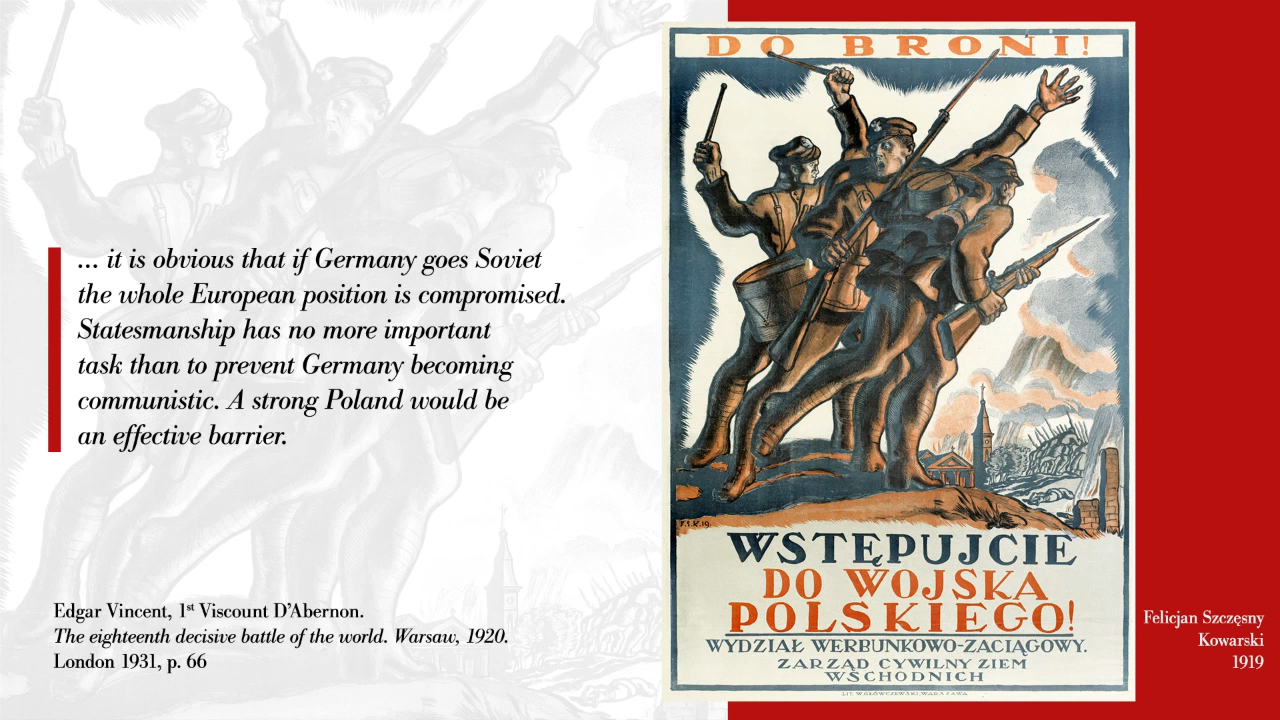 ... it is obvious that if Germany goes Soviet
the whole European position is compromised.
Statesmanship has no more important
task than to prevent Germany becoming
communistic. A strong Poland would be
an effective barrier.
Edgar Vincent, 1st Viscount D'Abernon.
The eighteenth decisive battle of the world. Warsaw, 1920.
London 1931, p. 66
DO BRONI!
F.S.K.19.
WSTĘPUJCIE
DO WOJSKA
POLSKIEGO!
WYDZIAŁ WERBUNKOWO-ZACIĄGOWY.
ZARZĄD CYWILNY ZIEM
WSCHODNICH
LIT. W. GŁÓWCZEWSKI, WARSZAWA
Felicjan Szczęsny
Kowarski
1919